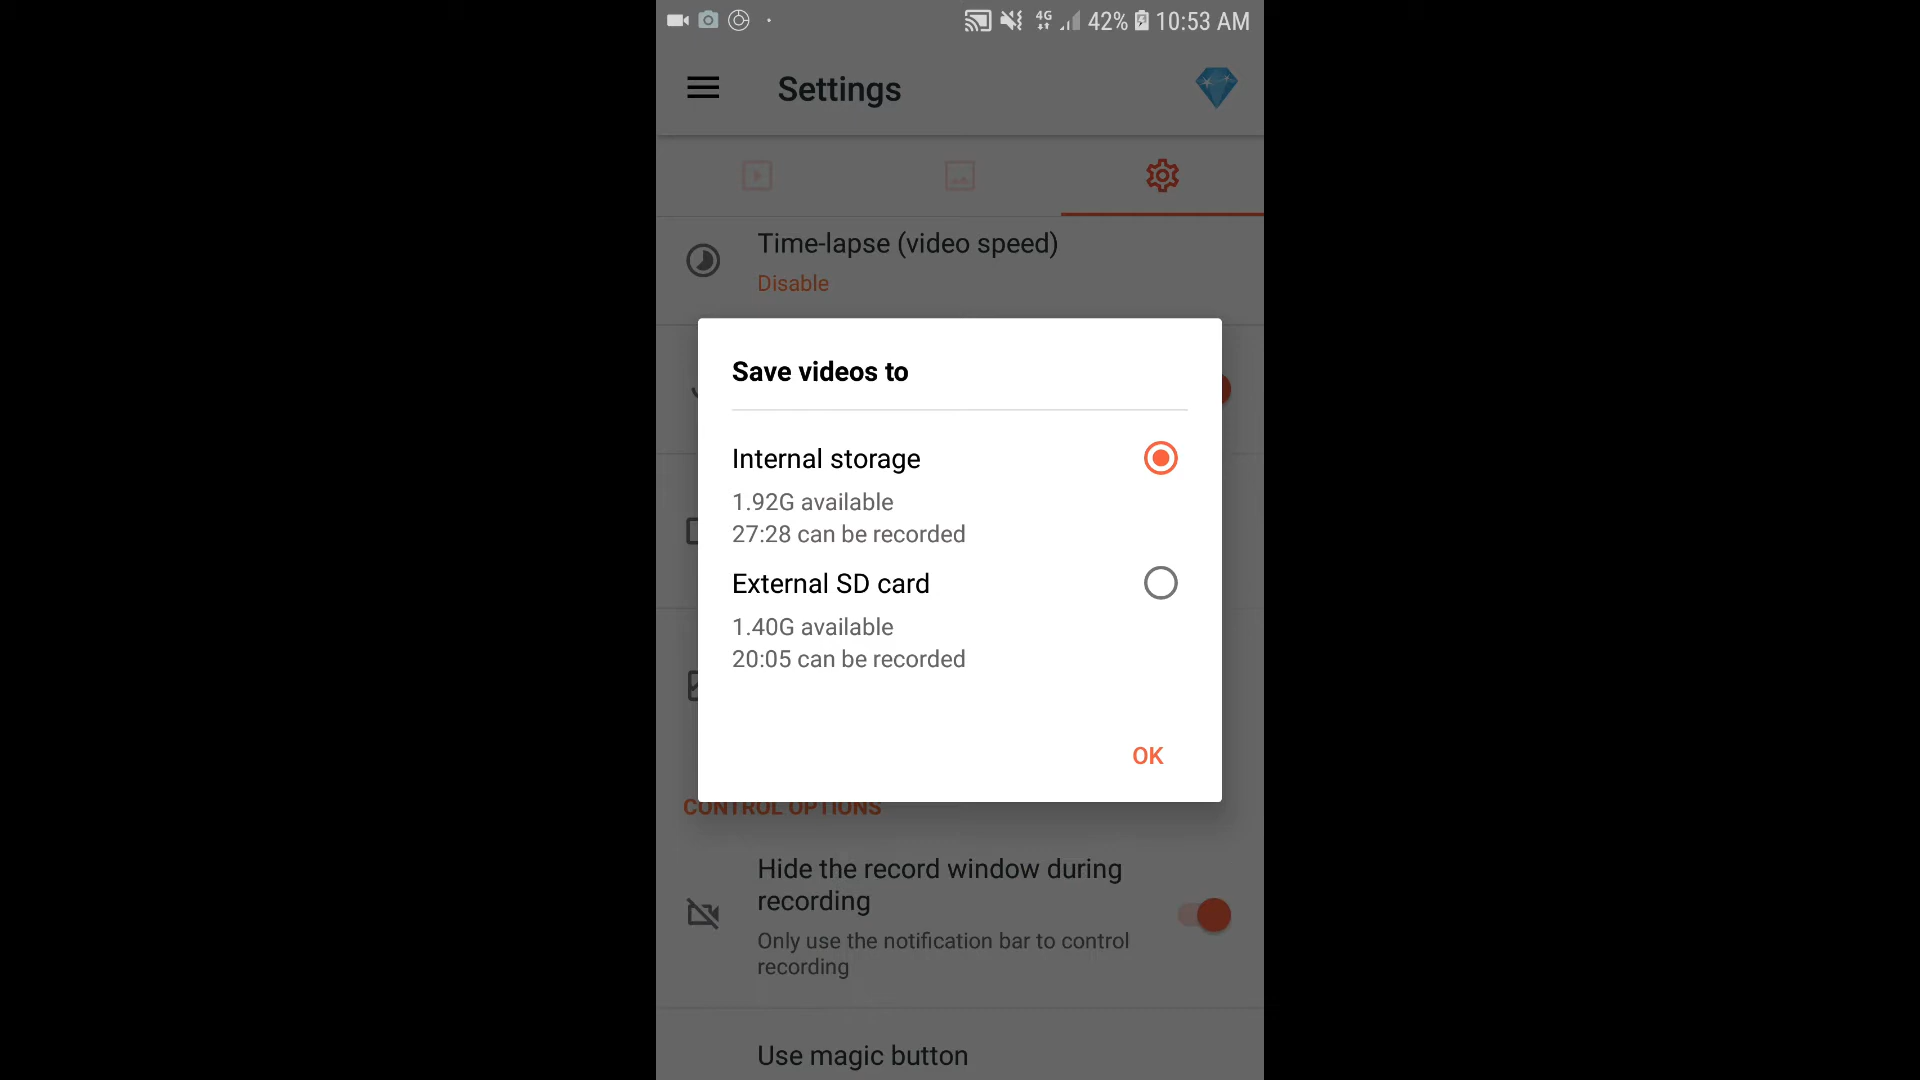 4G 42% 10:53 AM
Settings
Time-lapse (video speed)
Disable
Save videos to
Internal storage
1.92G available
27:28 can be recorded
External SD card
1.40G available
20:05 can be recorded
OK
CONTROL OPTIONS
Hide the record window during
recording
Only use the notification bar to control
recording
Use magic button